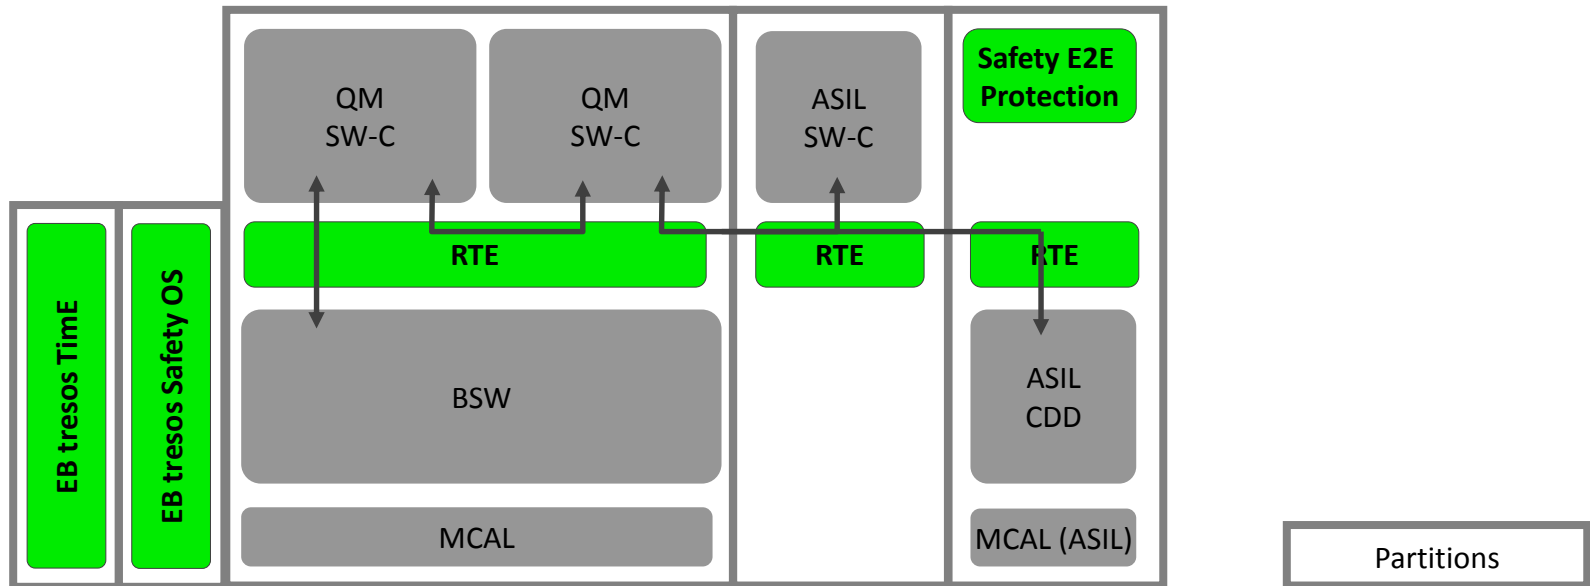 QM
SW-C
QM
SW-C
ASIL
SW-C
Safety E2E
Protection
EB tresos TimE
EB tresos Safety OS
RTE
RTE
RTE
BSW
ASIL
CDD
MCAL
MCAL (ASIL)
Partitions